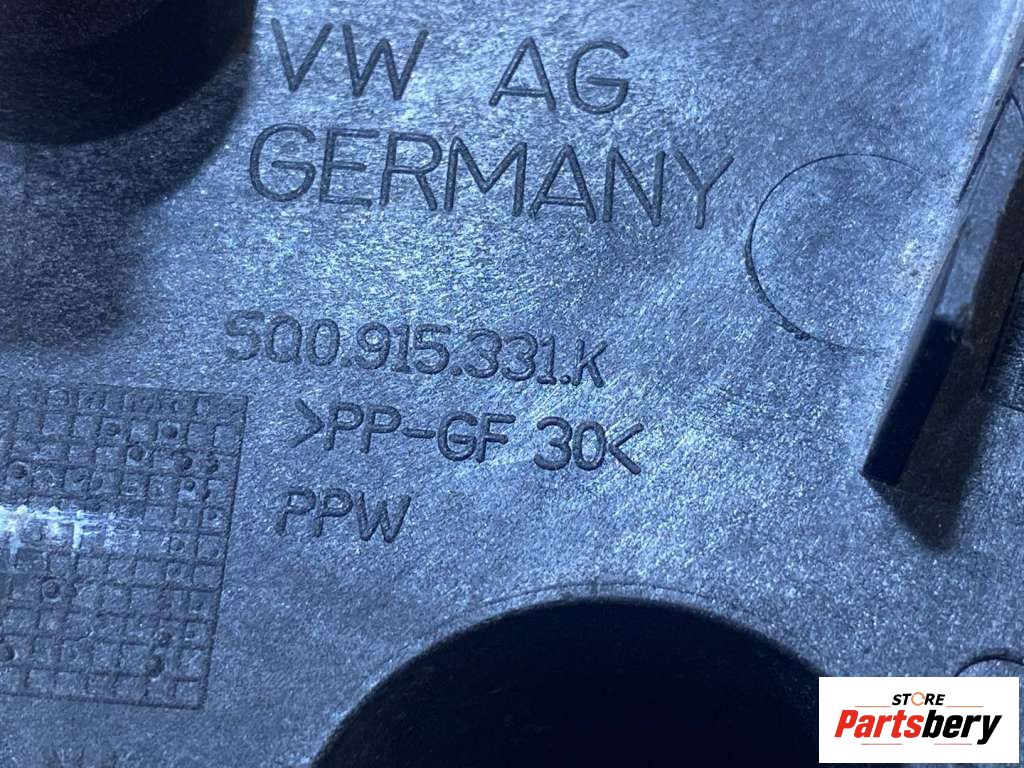 VW AG
GERMANY
5Q0.915.331.K
>PP-GF 30<
PPW
STORE
Partsbery